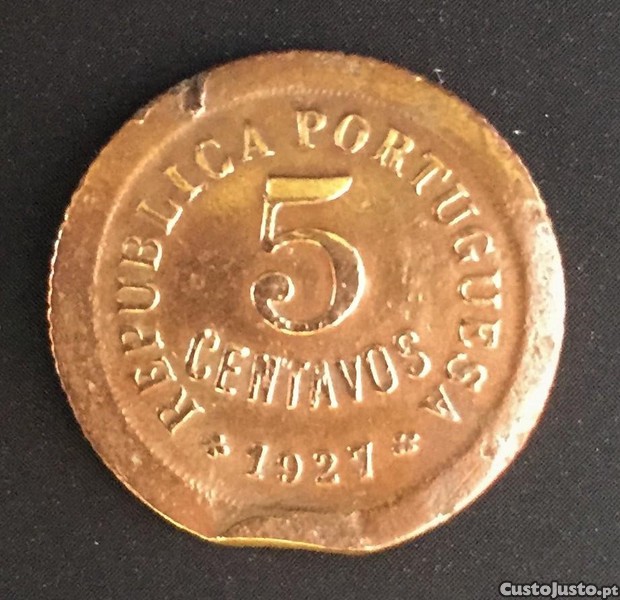 REPUBLICA PORTUGUESA
5
CENTAVOS
* 1927 *
CustoJusto.pt